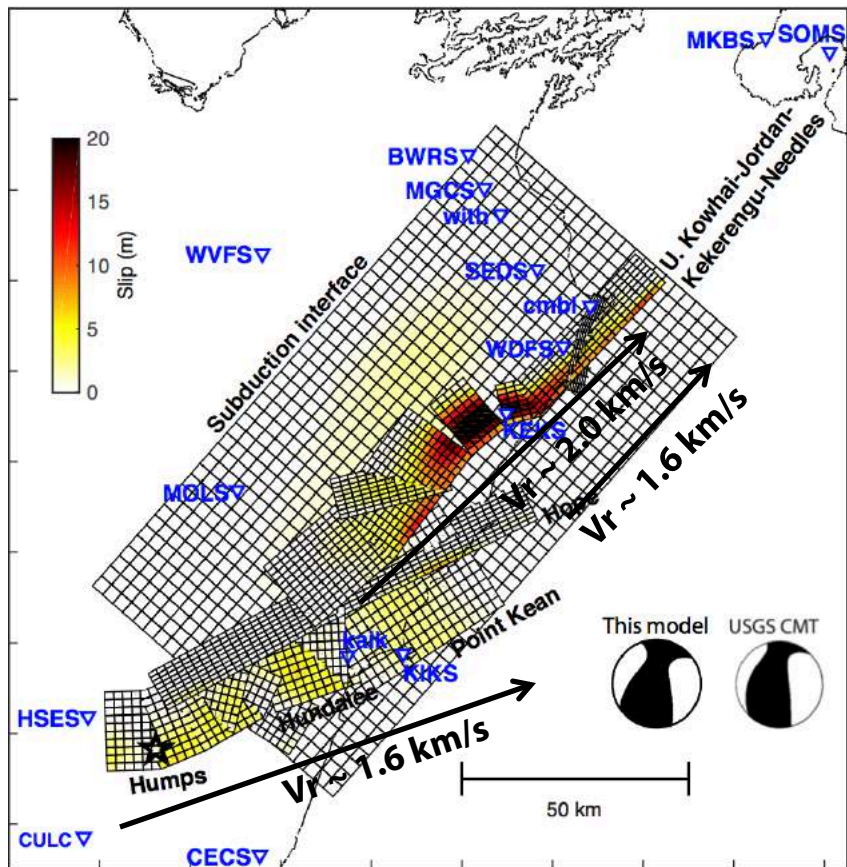 MKBS
SOMS
20
15
10
5
0
Slip (m)
BWRS
MGCS
with
WVFS
SEDS
cmbl
WDFS
KEKS
MOLS
Subduction interface
U. Kowhai-Jordan-
Kekerengu-Needles
Vr ~ 2.0 km/s
Vr ~ 1.6 km/s
Hope
Point Kean
kaik
KIKS
Hundalee
This model
USGS CMT
HSES
Humps
Vr ~ 1.6 km/s
50 km
CULC
CECS